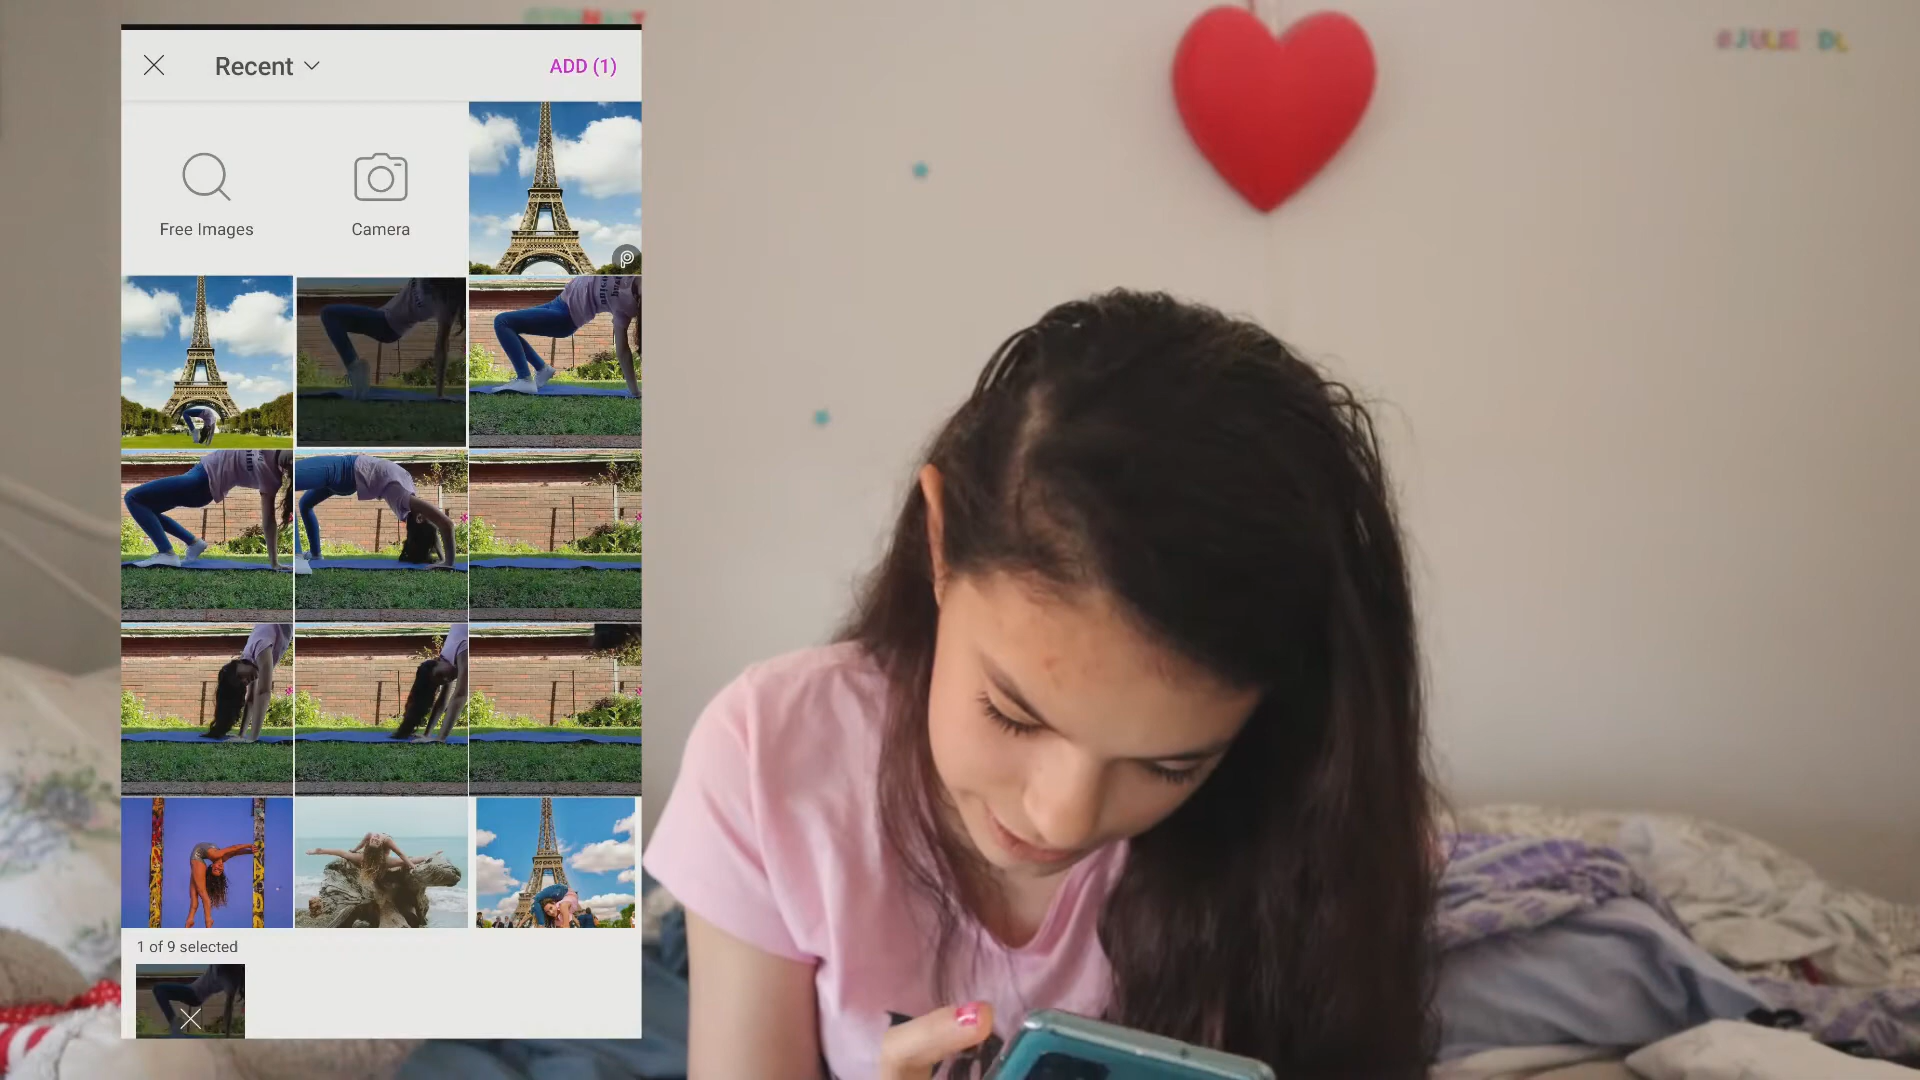 Recent
ADD (1)
Free Images
Camera
1 of 9 selected